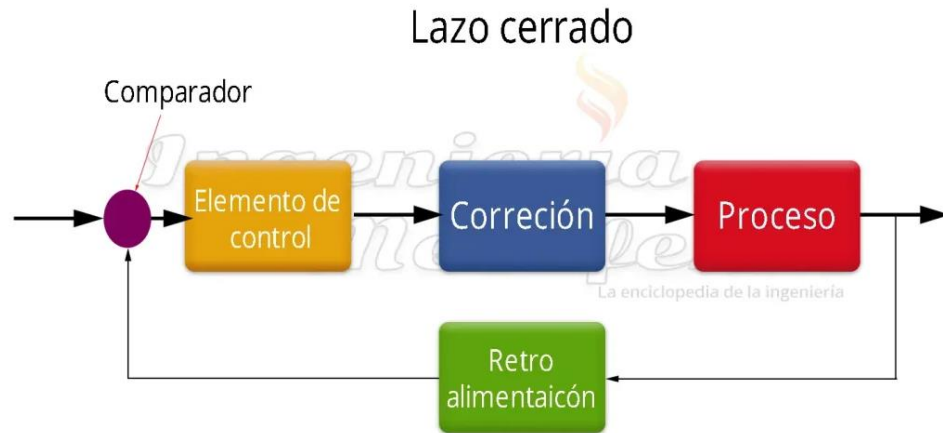 Lazo cerrado
Comparador
Elemento de
control
Correción
Proceso
La enciclopedia de la ingeniería
Retro
alimentaicón